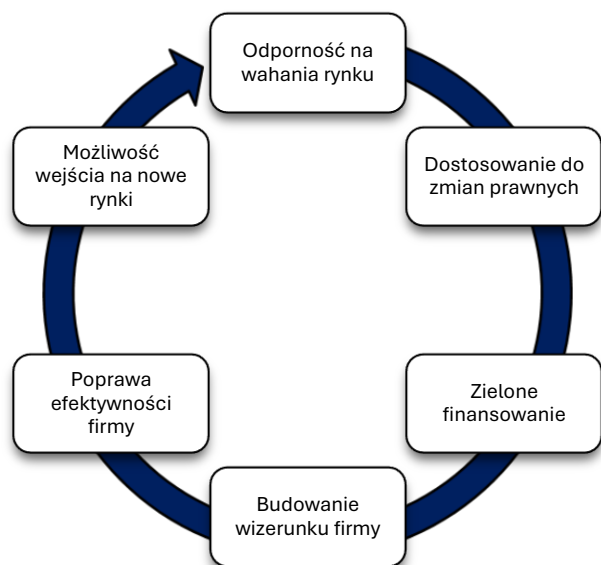 Odporność na
wahania rynku
Dostosowanie do
zmian prawnych
Zielone
finansowanie
Budowanie
wizerunku firmy
Poprawa
efektywności
firmy
Możliwość
wejścia na nowe
rynki